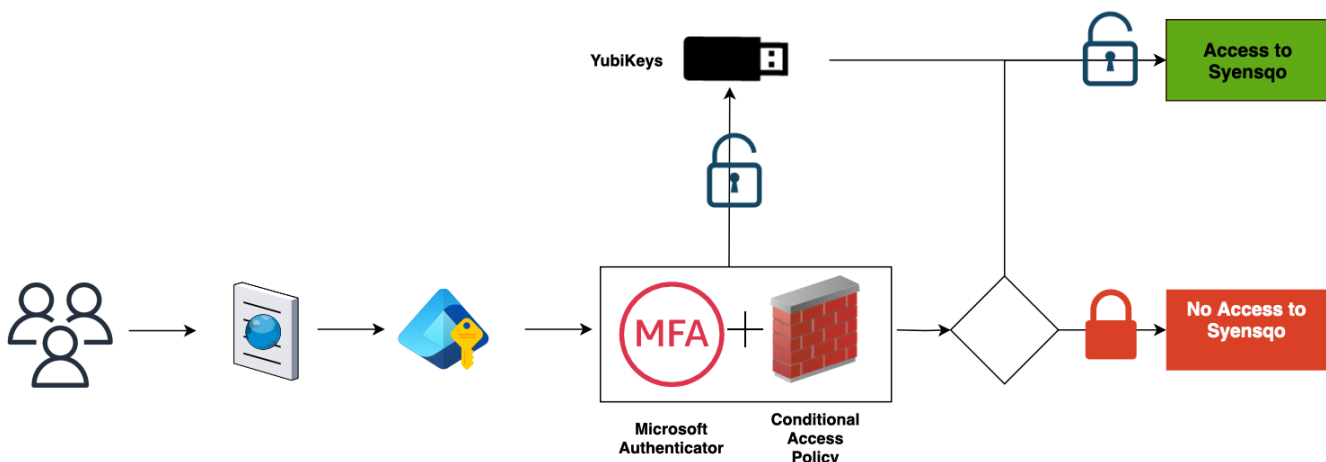 YubiKeys
Access to
Syensqo
MFA
No Access to
Syensqo
Microsoft
Authenticator
Conditional
Access
Policy